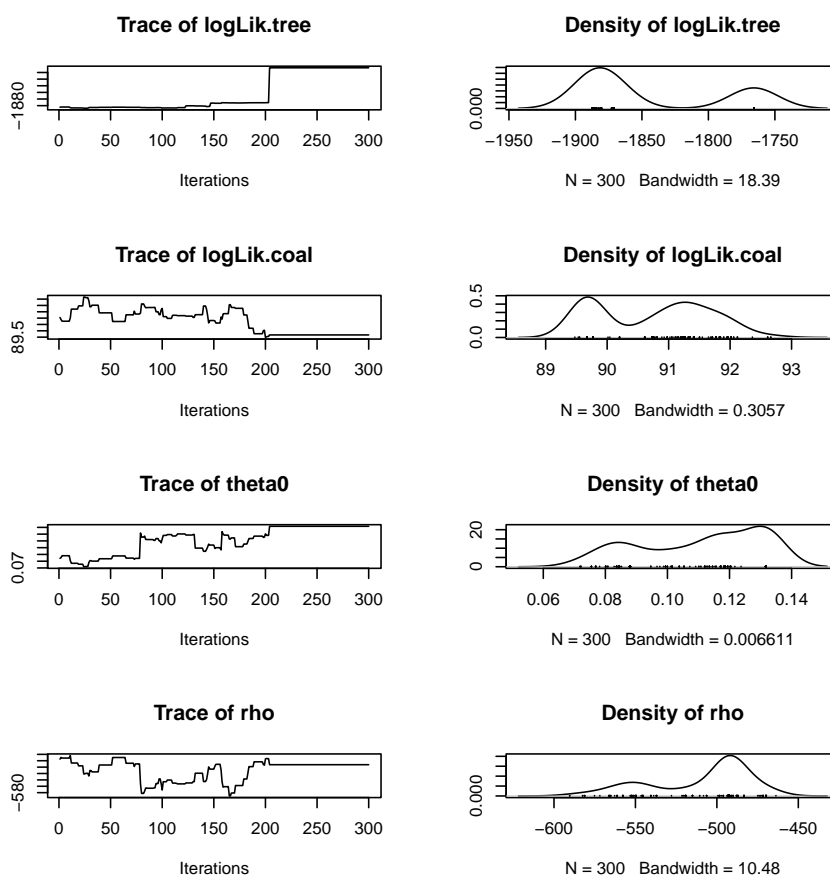 Trace of logLik.tree
−1880
0 50 100 150 200 250 300
Iterations
Density of logLik.tree
0.000
−1950 −1900 −1850 −1800 −1750
N = 300 Bandwidth = 18.39
Trace of logLik.coal
89.5
0 50 100 150 200 250 300
Iterations
Density of logLik.coal
0.5
0.0
89 90 91 92 93
N = 300 Bandwidth = 0.3057
Trace of theta0
0.07
0 50 100 150 200 250 300
Iterations
Density of theta0
20
0
0.06 0.08 0.10 0.12 0.14
N = 300 Bandwidth = 0.006611
Trace of rho
−580
0 50 100 150 200 250 300
Iterations
Density of rho
0.000
−600 −550 −500 −450
N = 300 Bandwidth = 10.48